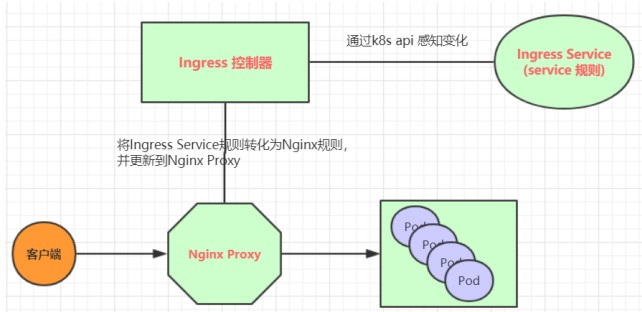 通过k8s api 感知变化
Ingress 控制器
Ingress Service
(service 规则)
将Ingress Service规则转化为Nginx规则，
并更新到Nginx Proxy
客户端
Nginx Proxy
Pod
Pod
Pod
Pod